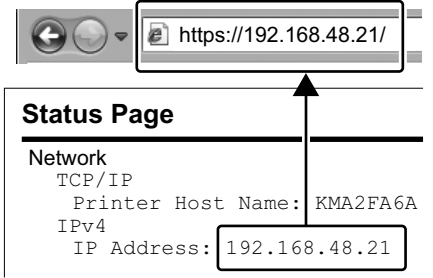 https://192.168.48.21/
Status Page
Network
TCP/IP
Printer Host Name: KMA2FA6A
IPv4
IP Address: 192.168.48.21